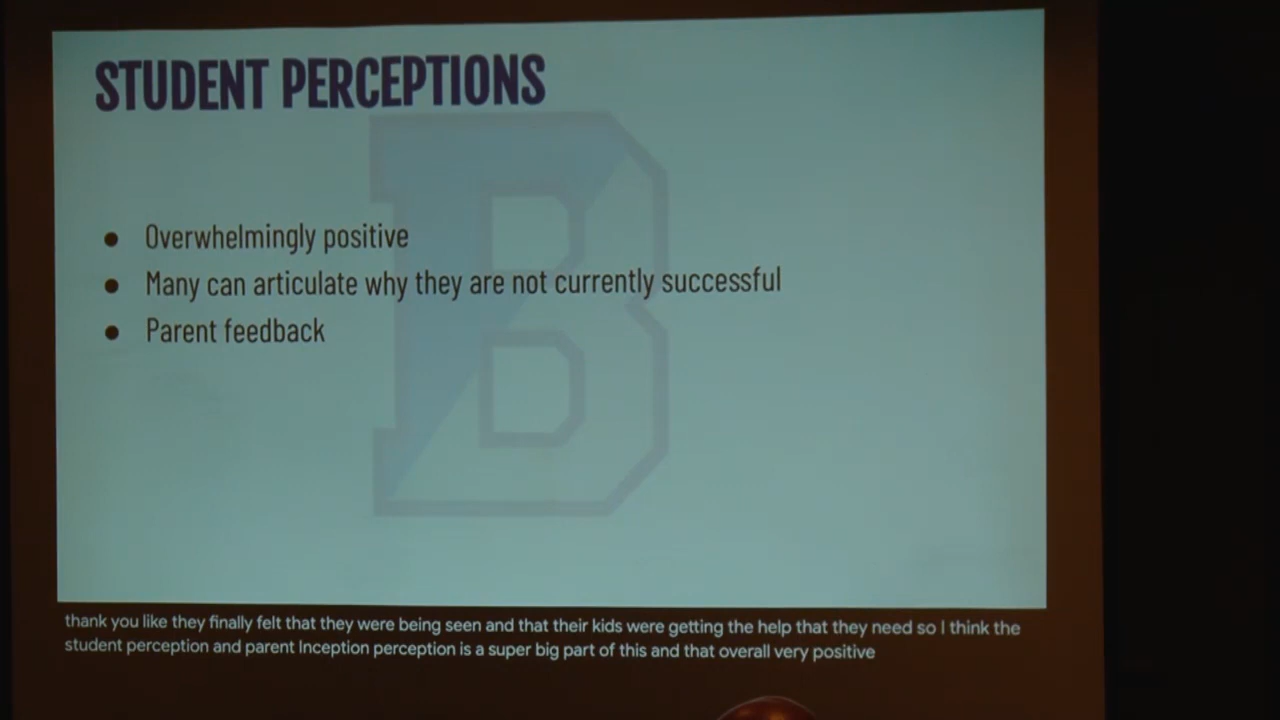 STUDENT PERCEPTIONS
B
● Overwhelmingly positive
● Many can articulate why they are not currently successful
● Parent feedback
thank you like they finally felt that they were being seen and that their kids were getting the help that they need so I think the
student perception and parent Inception perception is a super big part of this and that overall very positive